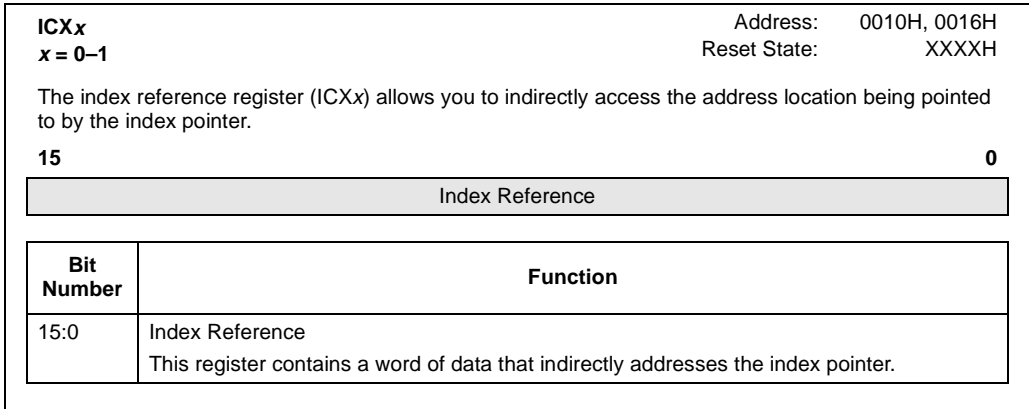 ICXx Address: 0010H, 0016H
x = 0–1 Reset State: XXXXH
The index reference register (ICXx) allows you to indirectly access the address location being pointed
to by the index pointer.
15 0
Index Reference
Bit Number Function
15:0 Index Reference
This register contains a word of data that indirectly addresses the index pointer.